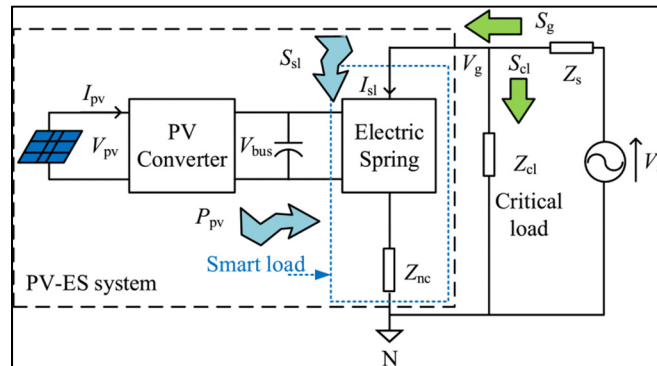 S_g
S_sl
V_g
S_cl
Z_s
I_sl
I_pv
PV
Converter
V_pv
V_bus
Electric
Spring
Z_cl
Critical
load
P_pv
Smart load
Z_nc
PV-ES system
N